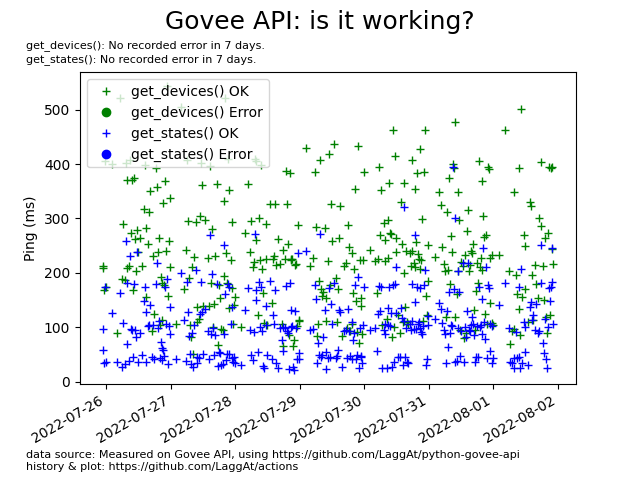 Govee API: is it working?
get_devices(): No recorded error in 7 days.
get_states(): No recorded error in 7 days.
get_devices() OK
get_devices() Error
get_states() OK
get_states() Error
Ping (ms)
500
400
300
200
100
0
2022-07-26
2022-07-27
2022-07-28
2022-07-29
2022-07-30
2022-07-31
2022-08-01
2022-08-02
data source: Measured on Govee API, using https://github.com/LaggAt/python-govee-api
history & plot: https://github.com/LaggAt/actions